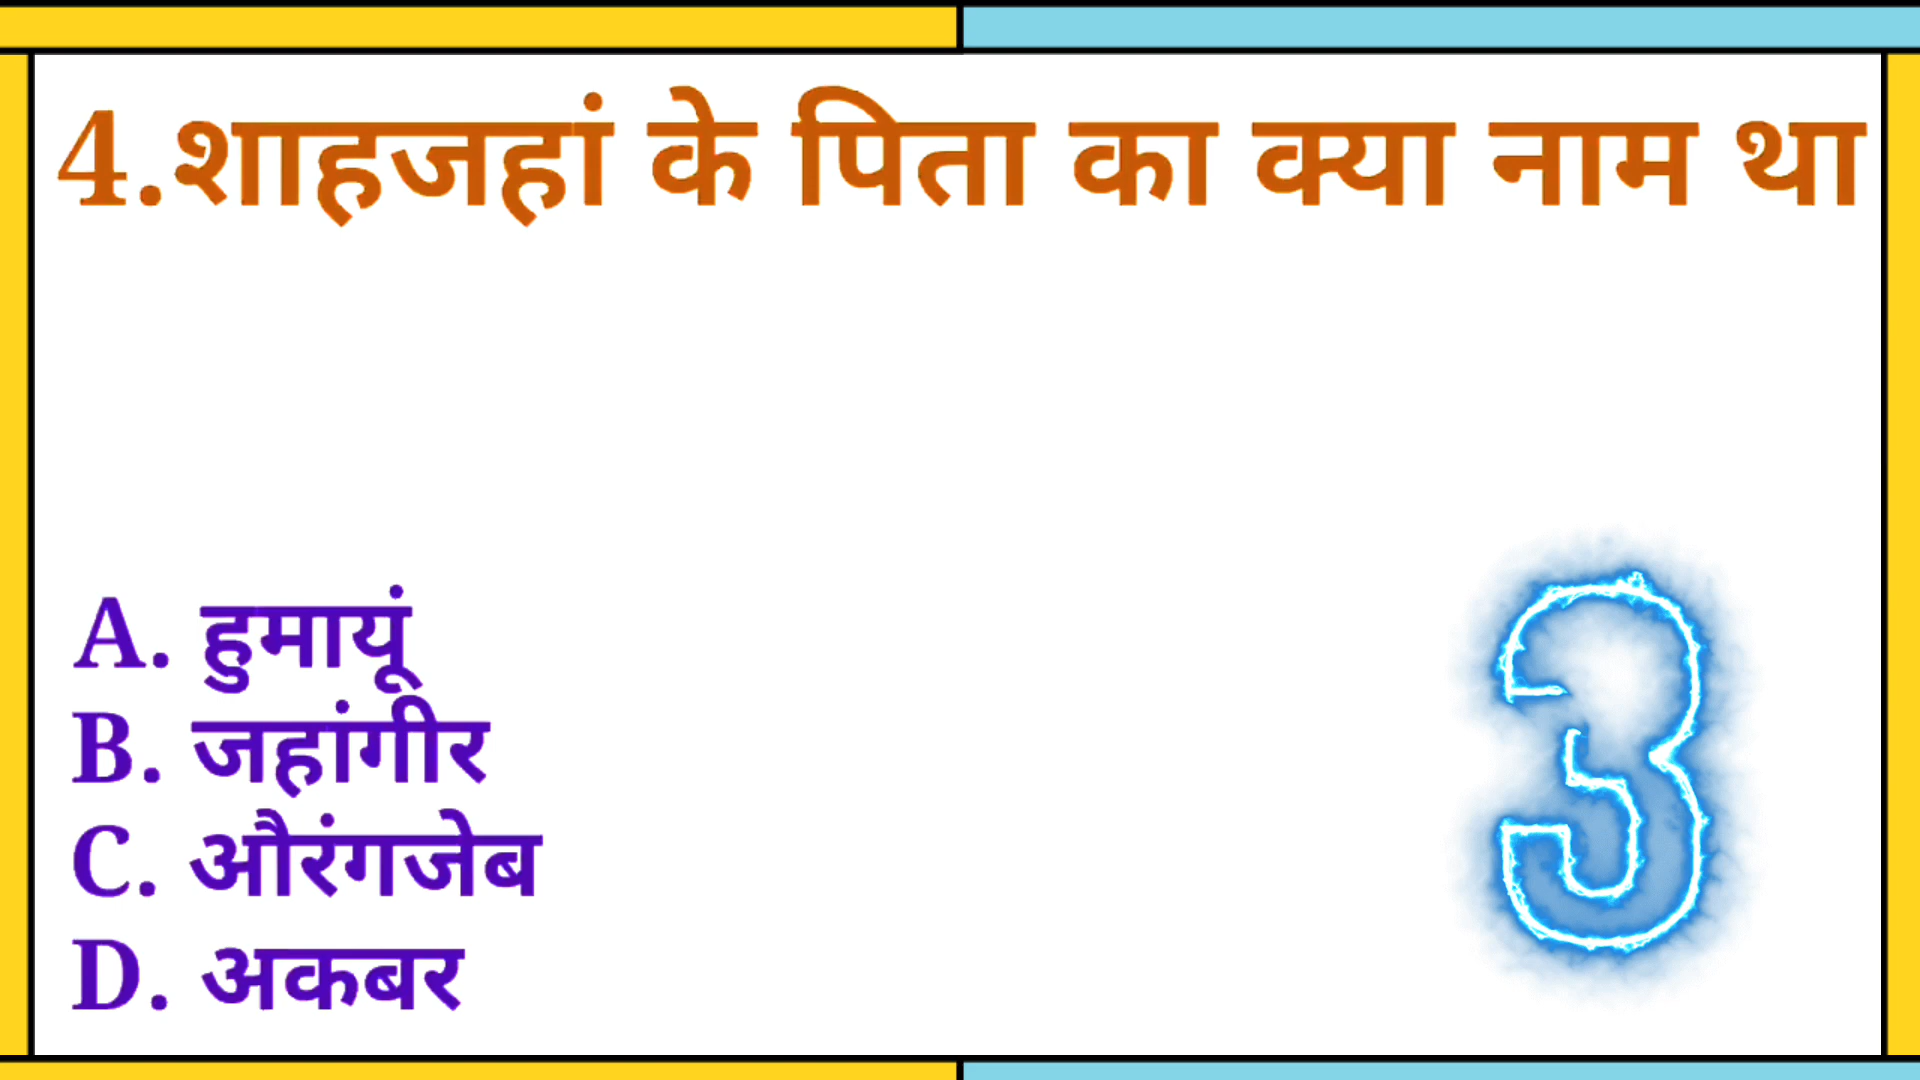 4.शाहजहां के पिता का क्या नाम था
A. हुमायूं
B. जहांगीर
C. औरंगजेब
D. अकबर
3